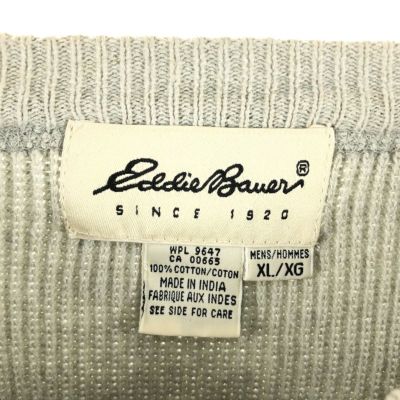 Eddie Bauer®
SINCE 1920
WPL 9647
CA 00665
100% COTTON/COTON
MADE IN INDIA
FABRIQUE AUX INDES
SEE SIDE FOR CARE
MENS/HOMMES
XL/XG